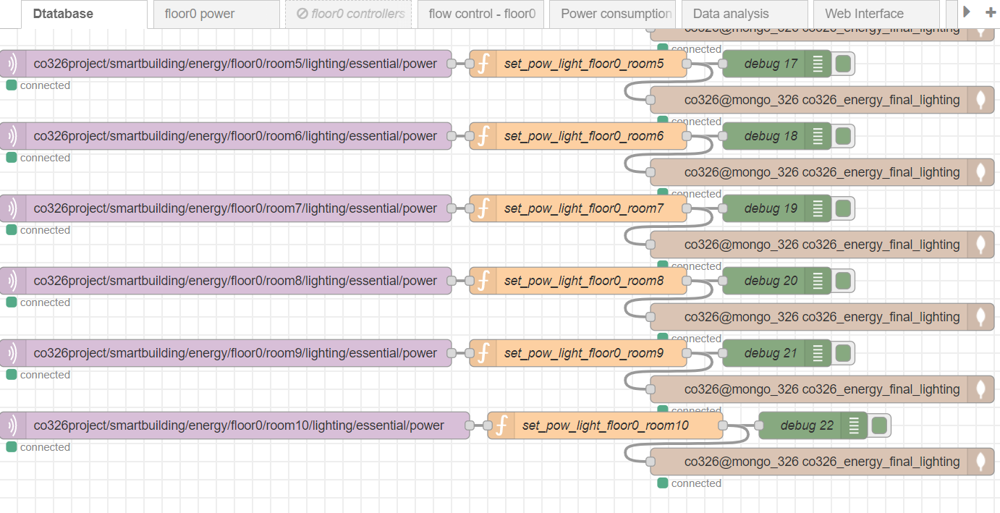 Dtatabase
floor0 power
floor0 controllers
flow control - floor0
Power consumption
Data analysis
Web Interface
co326@mongo_326 co326_energy_final_lighting
connected
co326project/smartbuilding/energy/floor0/room5/lighting/essential/power
set_pow_light_floor0_room5
debug 17
connected
co326@mongo_326 co326_energy_final_lighting
connected
co326project/smartbuilding/energy/floor0/room6/lighting/essential/power
set_pow_light_floor0_room6
debug 18
connected
co326@mongo_326 co326_energy_final_lighting
connected
co326project/smartbuilding/energy/floor0/room7/lighting/essential/power
set_pow_light_floor0_room7
debug 19
connected
co326@mongo_326 co326_energy_final_lighting
connected
co326project/smartbuilding/energy/floor0/room8/lighting/essential/power
set_pow_light_floor0_room8
debug 20
connected
co326@mongo_326 co326_energy_final_lighting
connected
co326project/smartbuilding/energy/floor0/room9/lighting/essential/power
set_pow_light_floor0_room9
debug 21
connected
co326@mongo_326 co326_energy_final_lighting
connected
co326project/smartbuilding/energy/floor0/room10/lighting/essential/power
set_pow_light_floor0_room10
debug 22
connected
co326@mongo_326 co326_energy_final_lighting
connected